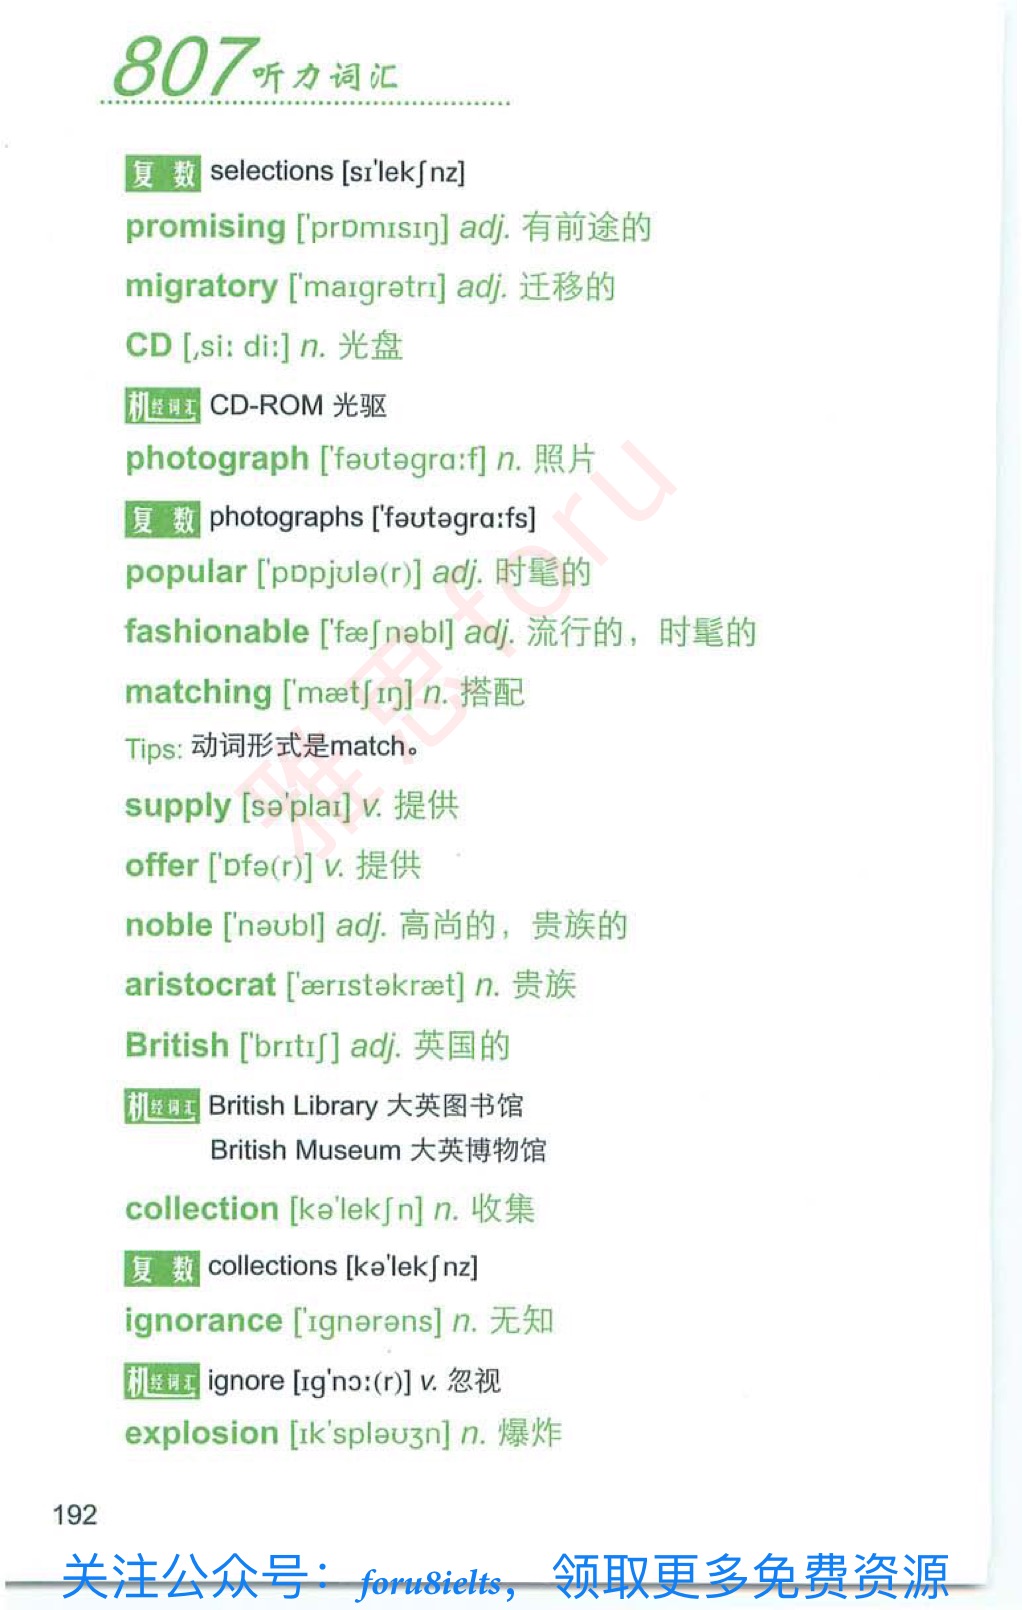 807听力词汇
复 数 selections [sɪˈlekʃnz]
promising [ˈprɒmɪsɪŋ] adj. 有前途的
migratory [ˈmaɪɡrətrɪ] adj. 迁移的
CD [ˌsiː diː] n. 光盘
机经词汇 CD-ROM 光驱
photograph [ˈfəʊtəɡrɑːf] n. 照片
复 数 photographs [ˈfəʊtəɡrɑːfs]
popular [ˈpɒpjʊlə(r)] adj. 时髦的
fashionable [ˈfæʃnəbl] adj. 流行的，时髦的
matching [ˈmætʃɪŋ] n. 搭配
Tips: 动词形式是match。
supply [səˈplaɪ] v. 提供
offer [ˈɒfə(r)] v. 提供
noble [ˈnəʊbl] adj. 高尚的，贵族的
aristocrat [ˈærɪstəkræt] n. 贵族
British [ˈbrɪtɪʃ] adj. 英国的
机经词汇 British Library 大英图书馆
British Museum 大英博物馆
collection [kəˈlekʃn] n. 收集
复 数 collections [kəˈlekʃnz]
ignorance [ˈɪɡnərəns] n. 无知
机经词汇 ignore [ɪɡˈnɔː(r)] v. 忽视
explosion [ɪkˈspləʊʒn] n. 爆炸
192
雅思foru
关注公众号：foru8ielts，领取更多免费资源